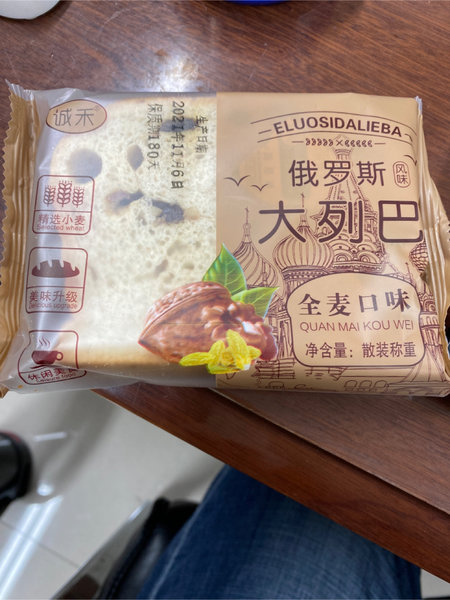 诚禾
生产日期
2021年11月6日
保质期180天
ELUOSIDALIEBA
俄罗斯
风味
大列巴
精选小麦
Selected wheat
美味升级
Delicious upgrade
休闲美
全麦口味
QUAN MAI KOU WEI
净含量：散装称重